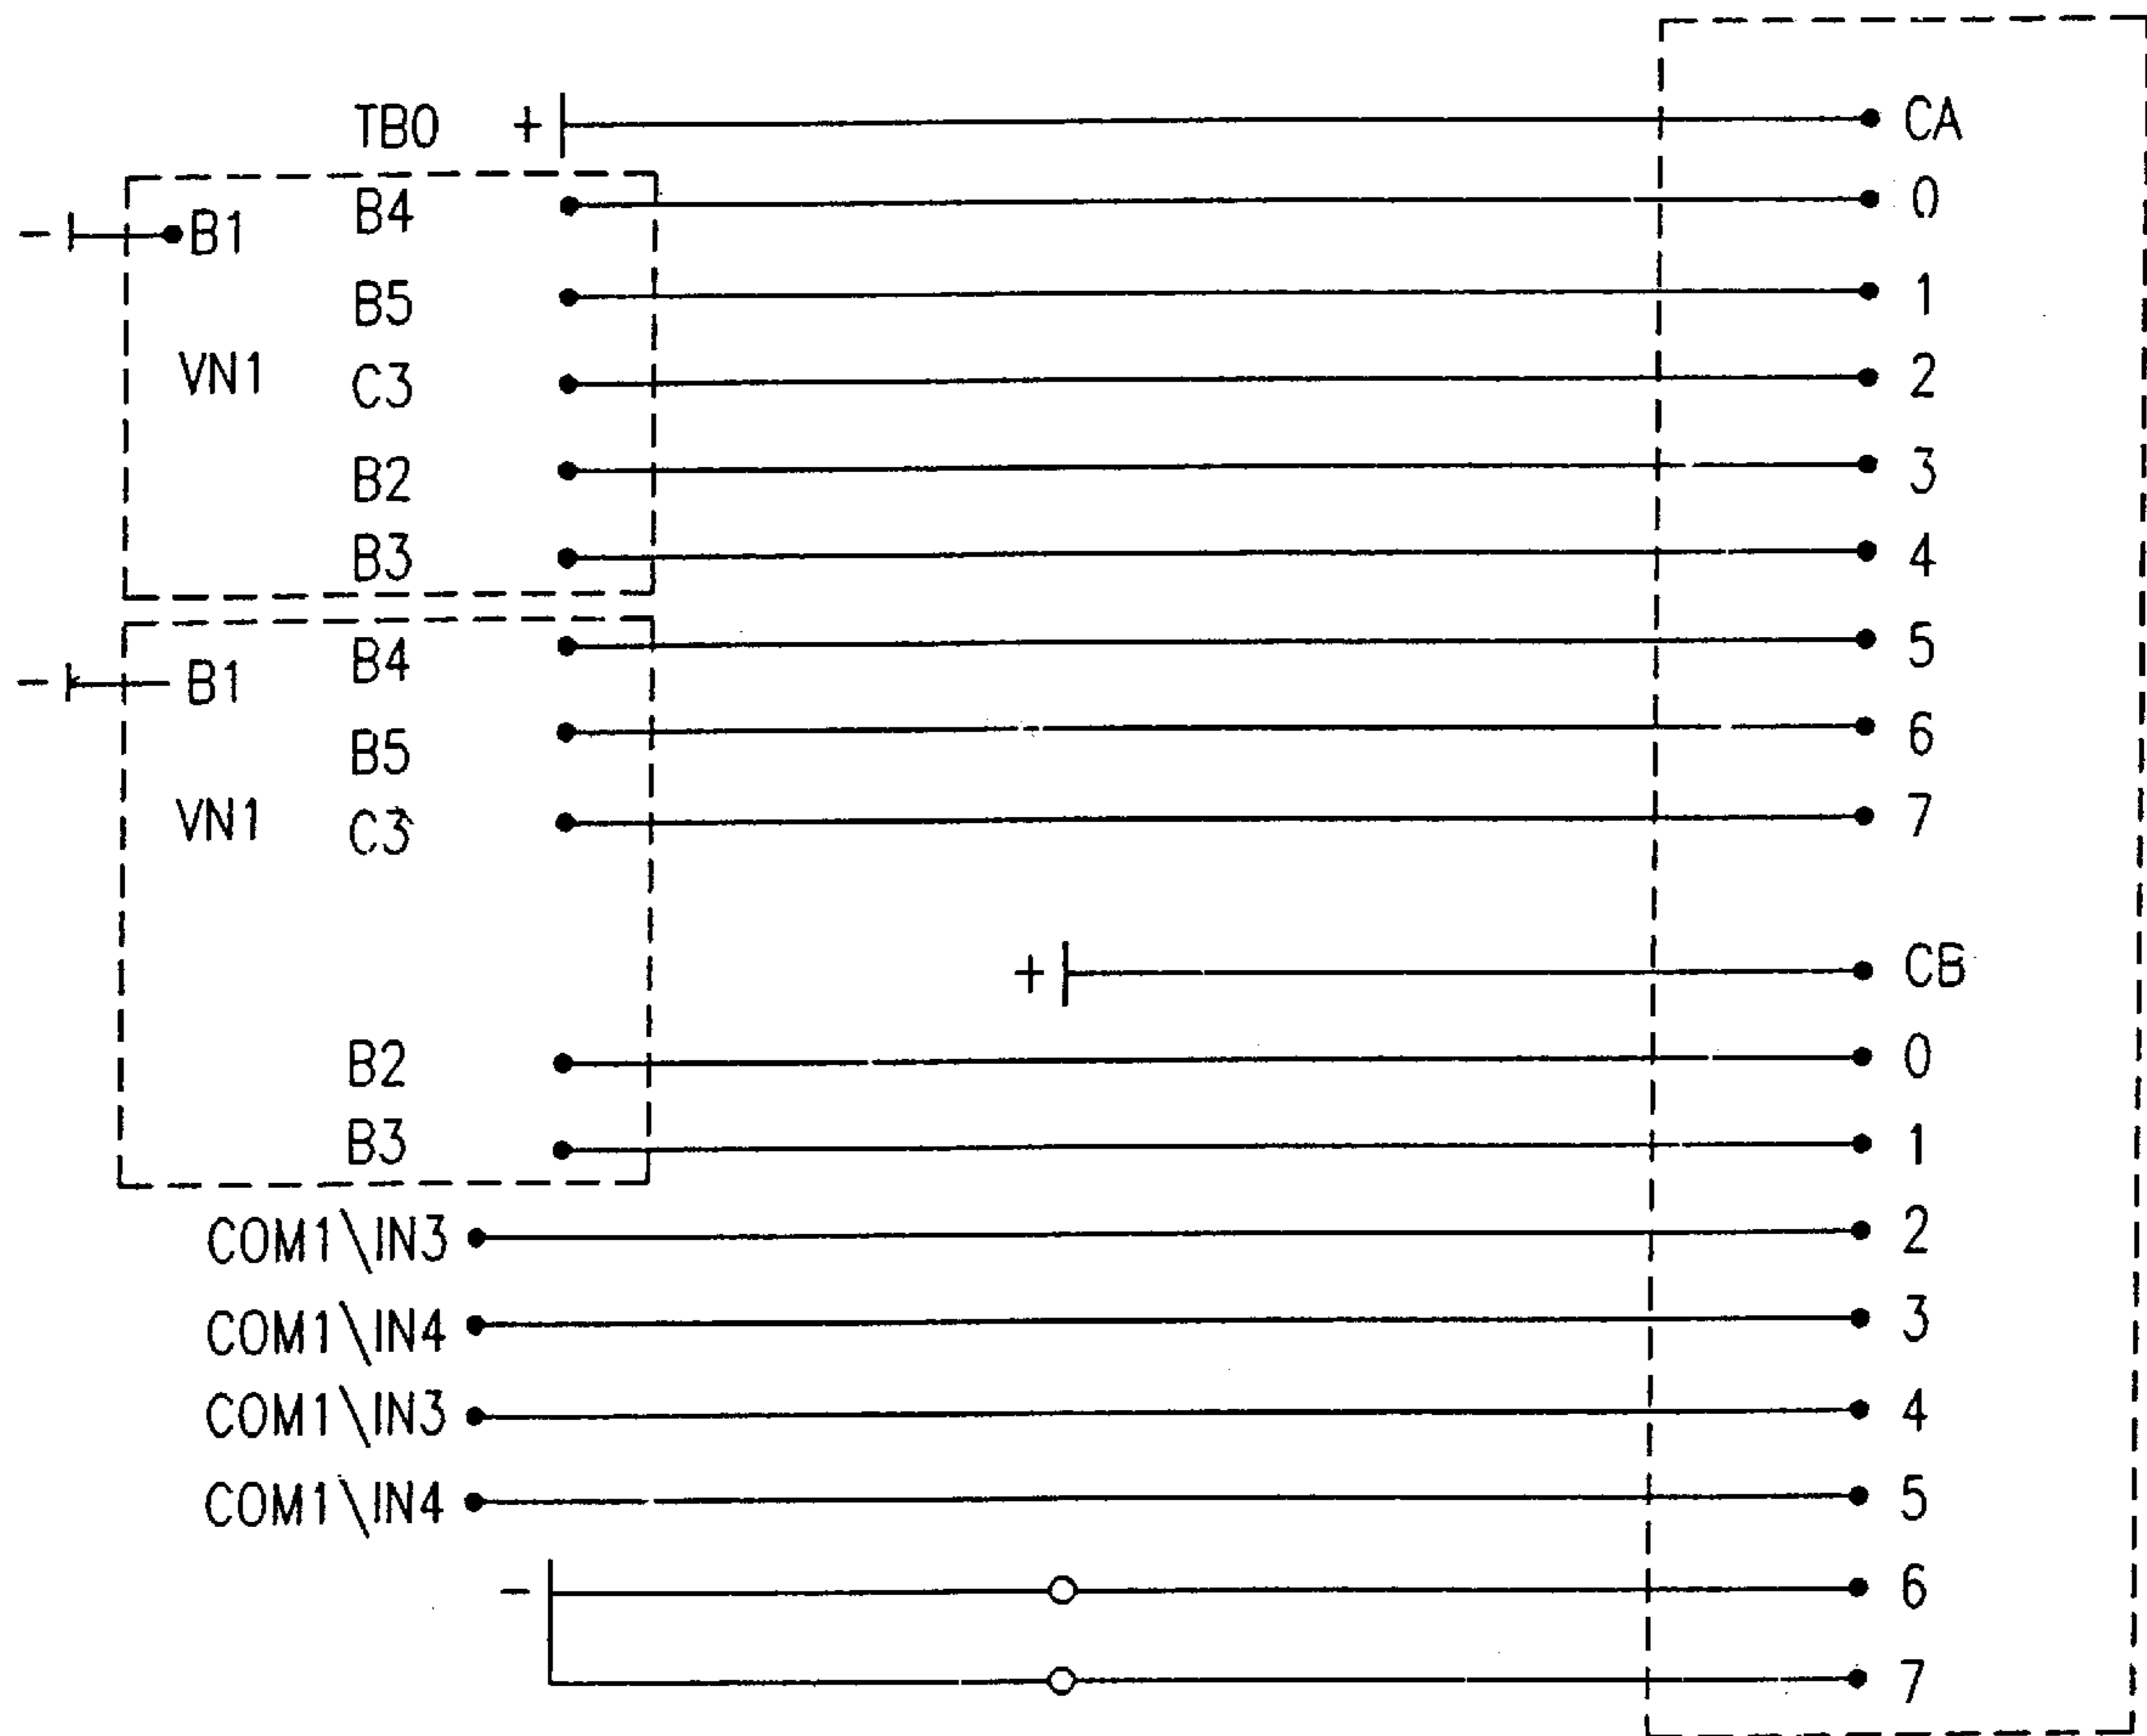 TB0 + CA
B4 0
- B1
B5 1
VN1 C3 2
B2 3
B3 4
B4 5
- B1
B5 6
VN1 C3 7
+ CB
B2 0
B3 1
COM1\IN3 2
COM1\IN4 3
COM1\IN3 4
COM1\IN4 5
- 6
7